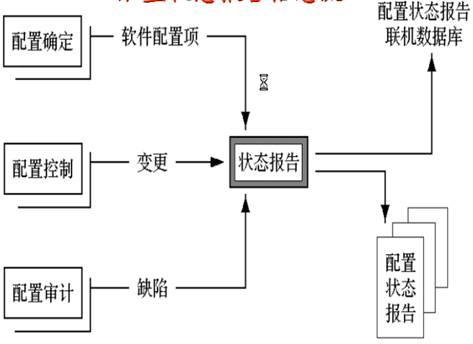 配置状态报告
联机数据库
配置确定
软件配置项
配置控制
变更
状态报告
配置审计
缺陷
配置
状态
报告